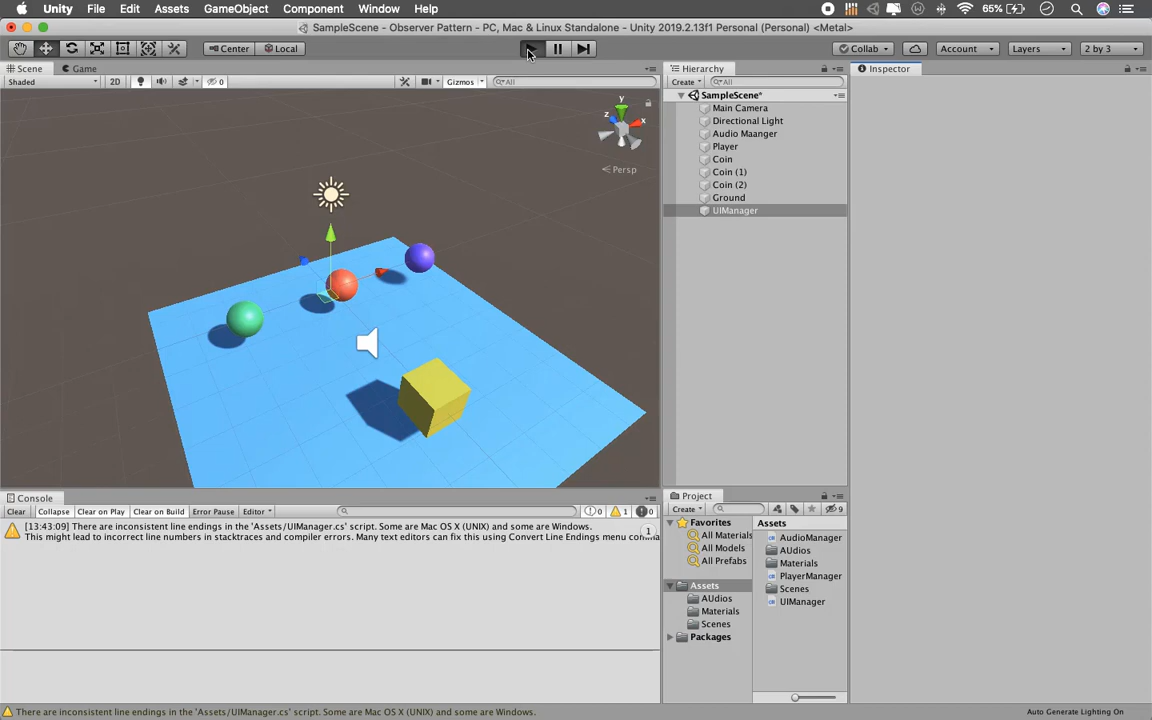 Unity File Edit Assets GameObject Component Window Help 65%
SampleScene - Observer Pattern - PC, Mac & Linux Standalone - Unity 2019.2.13f1 Personal (Personal) <Metal>
Center Local Collab Account Layers 2 by 3
Scene Game
Shaded 2D 0 Gizmos All
y
z x
Persp
Hierarchy
Create All
SampleScene*
Main Camera
Directional Light
Audio Maanger
Player
Coin
Coin (1)
Coin (2)
Ground
UIManager
Inspector
Console
Clear Collapse Clear on Play Clear on Build Error Pause Editor 0 1 0
[13:43:09] There are inconsistent line endings in the 'Assets/UIManager.cs' script. Some are Mac OS X (UNIX) and some are Windows.
This might lead to incorrect line numbers in stacktraces and compiler errors. Many text editors can fix this using Convert Line Endings menu comma
1
Project
Create 9
Favorites
All Materials
All Models
All Prefabs
Assets
AUdios
Materials
Scenes
Packages
Assets
AudioManager
AUdios
Materials
PlayerManager
Scenes
UIManager
There are inconsistent line endings in the 'Assets/UIManager.cs' script. Some are Mac OS X (UNIX) and some are Windows.
Auto Generate Lighting On